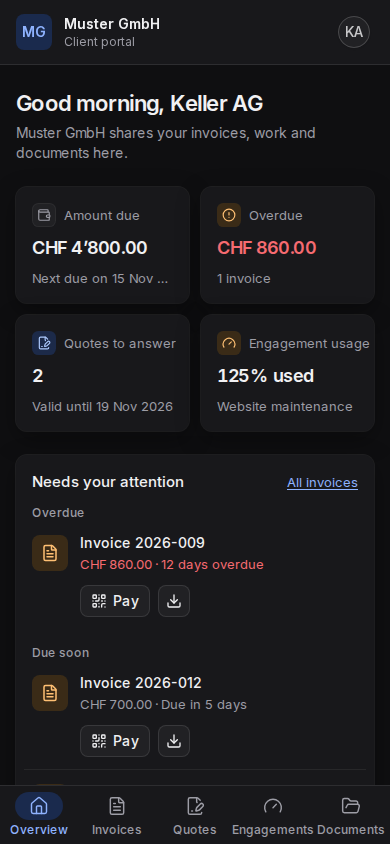 MG
Muster GmbH
Client portal
KA
Good morning, Keller AG
Muster GmbH shares your invoices, work and
documents here.
Amount due
CHF 4’800.00
Next due on 15 Nov ...
Overdue
CHF 860.00
1 invoice
Quotes to answer
2
Valid until 19 Nov 2026
Engagement usage
125% used
Website maintenance
Needs your attention
All invoices
Overdue
Invoice 2026-009
CHF 860.00 · 12 days overdue
Pay
Due soon
Invoice 2026-012
CHF 700.00 · Due in 5 days
Pay
Overview
Invoices
Quotes
Engagements
Documents